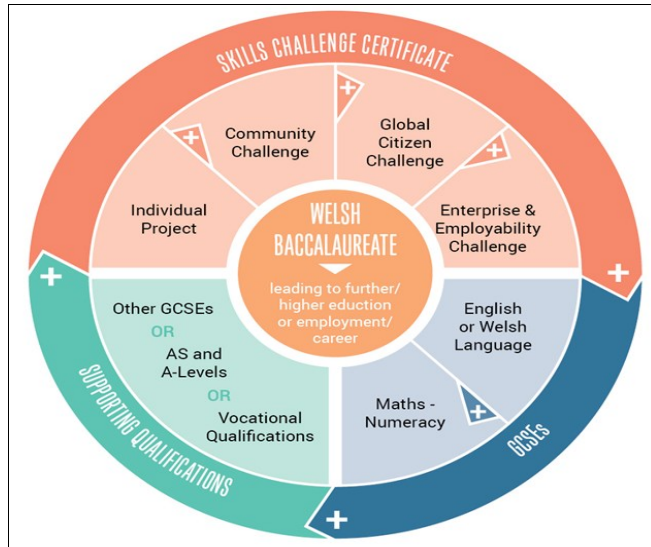 SKILLS CHALLENGE CERTIFICATE
+
+
+
Community
Challenge
Global
Citizen
Challenge
Individual
Project
Enterprise &
Employability
Challenge
WELSH
BACCALAUREATE
leading to further/
higher eduction
or employment/
career
+
+
Other GCSEs
OR
AS and
A-Levels
OR
Vocational
Qualifications
English
or Welsh
Language
Maths -
Numeracy
+
SUPPORTING QUALIFICATIONS
GCSEs
+